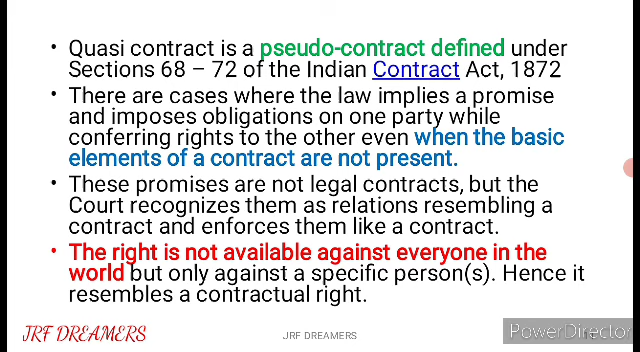 • Quasi contract is a pseudo-contract defined under
Sections 68 – 72 of the Indian Contract Act, 1872
• There are cases where the law implies a promise
and imposes obligations on one party while
conferring rights to the other even when the basic
elements of a contract are not present.
• These promises are not legal contracts, but the
Court recognizes them as relations resembling a
contract and enforces them like a contract.
• The right is not available against everyone in the
world but only against a specific person(s). Hence it
resembles a contractual right.
JRF DREAMERS JRF DREAMERS PowerDirector